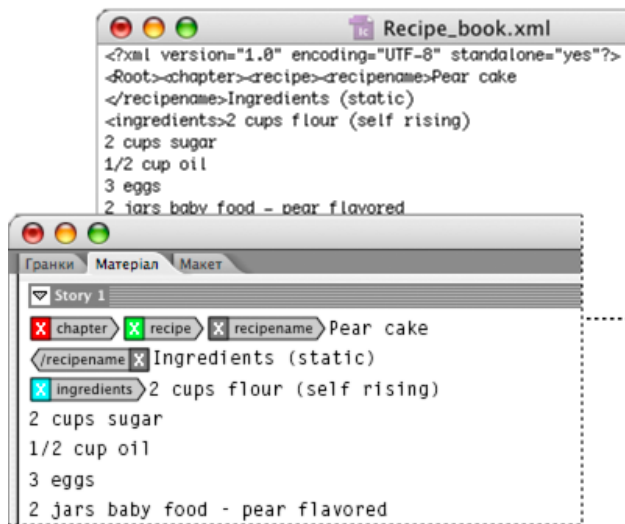 Recipe_book.xml
<?xml version="1.0" encoding="UTF-8" standalone="yes"?>
<Root><chapter><recipe><recipename>Pear cake
</recipename>Ingredients (static)
<ingredients>2 cups flour (self rising)
2 cups sugar
1/2 cup oil
3 eggs
2 jars baby food - pear flavored
Гранки Матеріал Макет
Story 1
X chapter X recipe X recipename Pear cake
/recipename X Ingredients (static)
X ingredients 2 cups flour (self rising)
2 cups sugar
1/2 cup oil
3 eggs
2 jars baby food - pear flavored